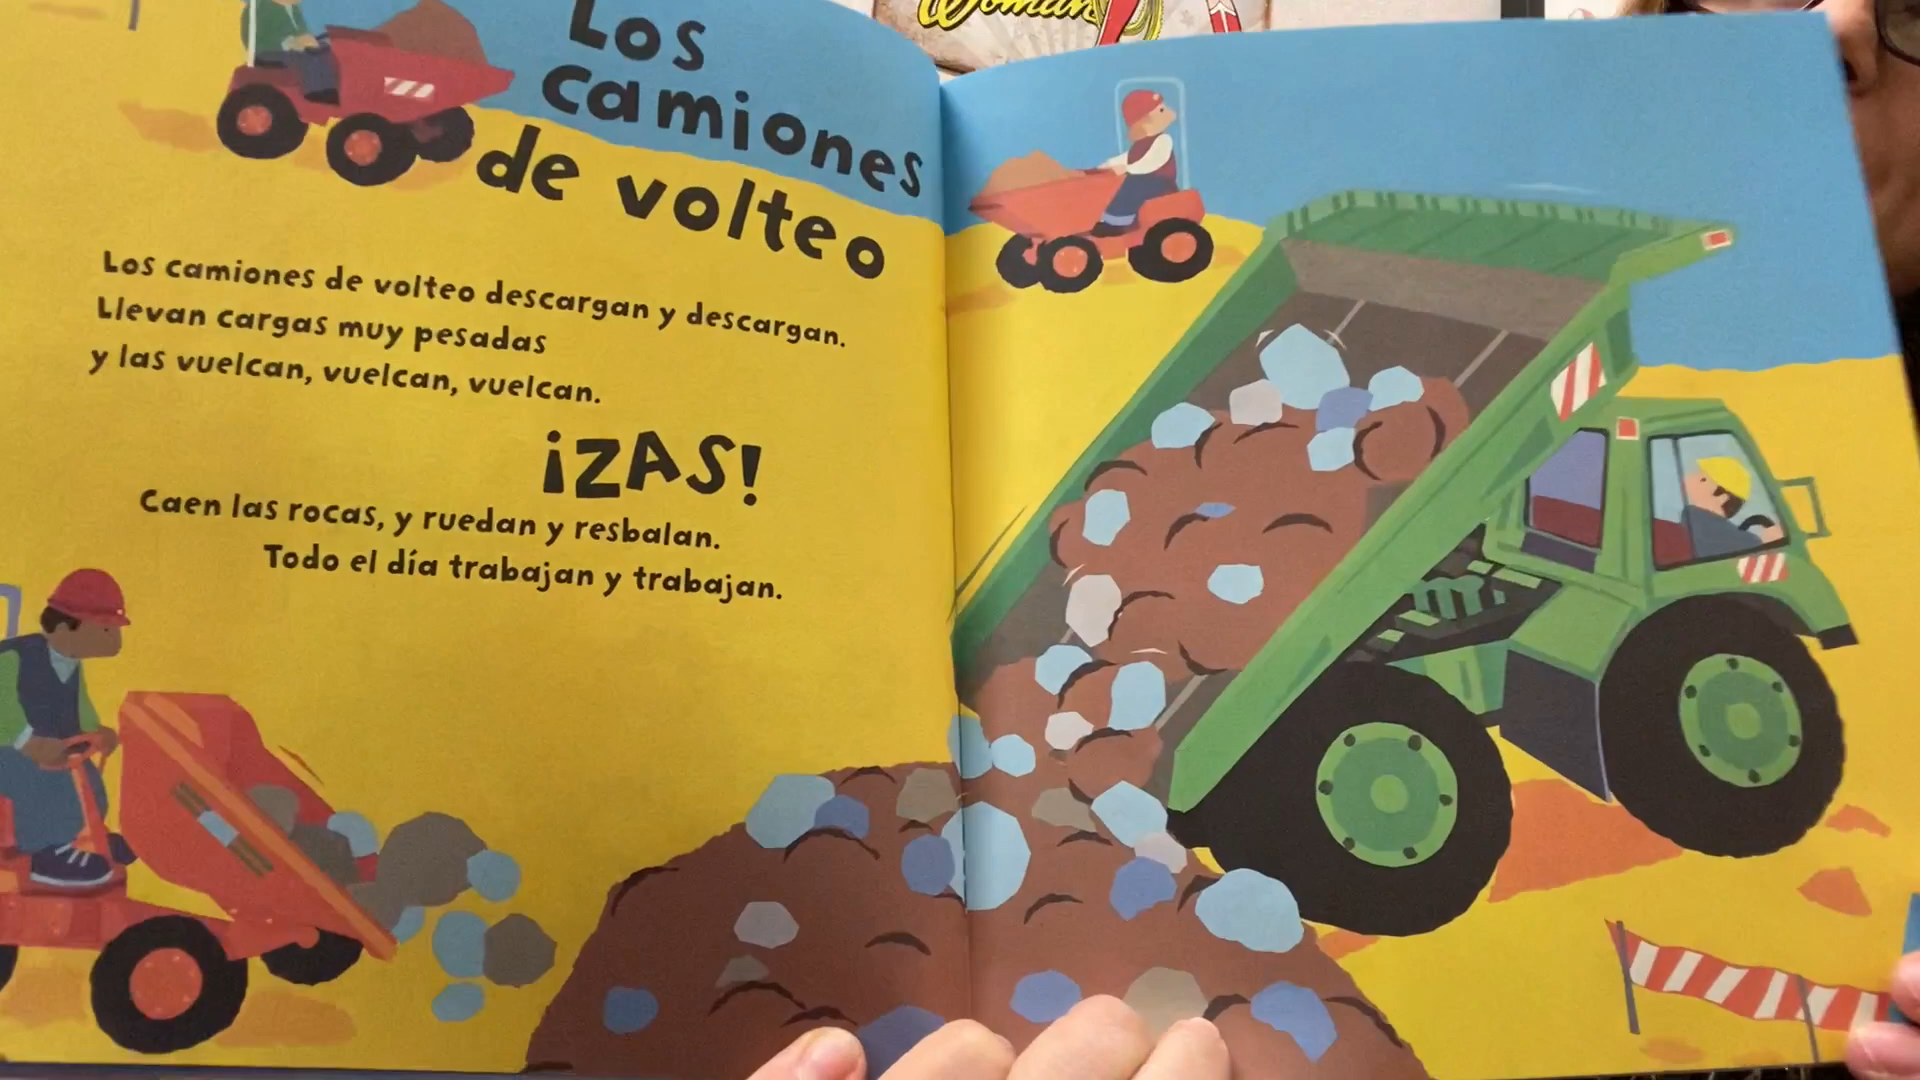 Woman
Los
camiones
de volteo
Los camiones de volteo descargan y descargan.
Llevan cargas muy pesadas
y las vuelcan, vuelcan, vuelcan.
¡ZAS!
Caen las rocas, y ruedan y resbalan.
Todo el día trabajan y trabajan.